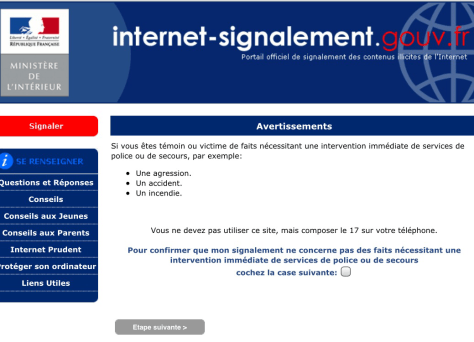 internet-signalement.gouv.fr
Portail officiel de signalement des contenus illicites de l'Internet
Liberté • Égalité • Fraternité
RÉPUBLIQUE FRANÇAISE
MINISTÈRE
DE
L'INTÉRIEUR
Signaler
i SE RENSEIGNER
Questions et Réponses
Conseils
Conseils aux Jeunes
Conseils aux Parents
Internet Prudent
Protéger son ordinateur
Liens Utiles
Avertissements
Si vous êtes témoin ou victime de faits nécessitant une intervention immédiate de services de
police ou de secours, par exemple:
• Une agression.
• Un accident.
• Un incendie.
Vous ne devez pas utiliser ce site, mais composer le 17 sur votre téléphone.
Pour confirmer que mon signalement ne concerne pas des faits nécessitant une
intervention immédiate de services de police ou de secours
cochez la case suivante:
Etape suivante >